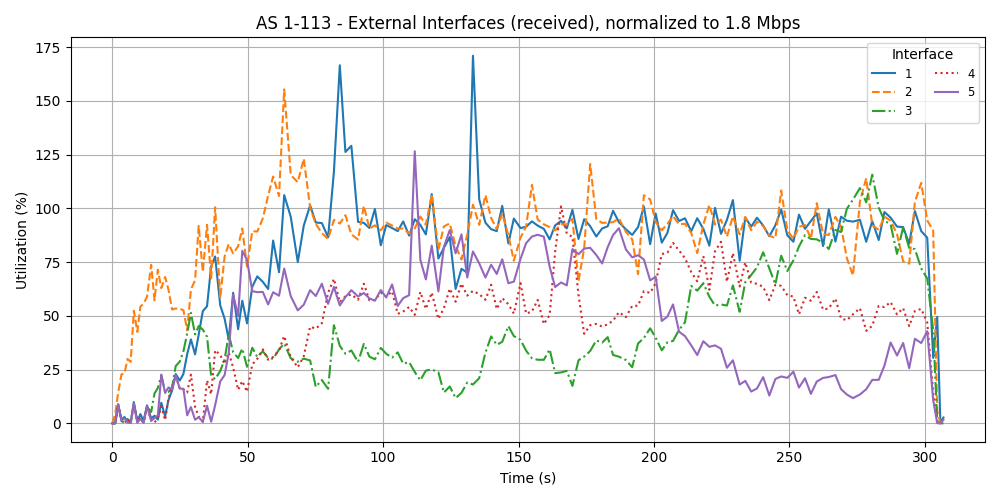 AS 1-113 - External Interfaces (received), normalized to 1.8 Mbps
Utilization (%)
175
150
125
100
75
50
25
0
0 50 100 150 200 250 300
Time (s)
Interface
1 4
2 5
3